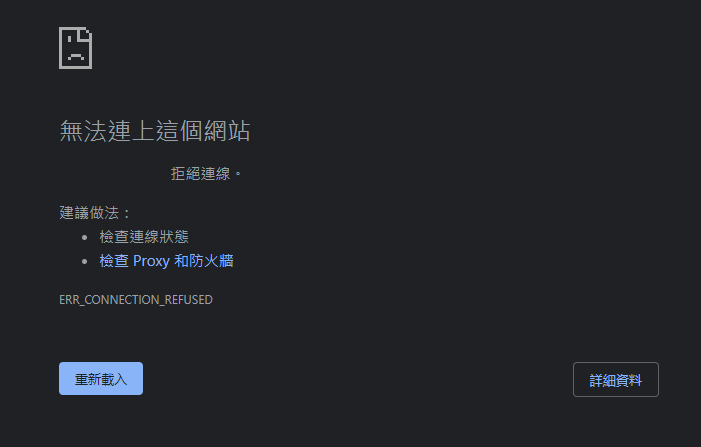 無法連上這個網站
拒絕連線。
建議做法：
檢查連線狀態
檢查 Proxy 和防火牆
ERR_CONNECTION_REFUSED
重新載入
詳細資料